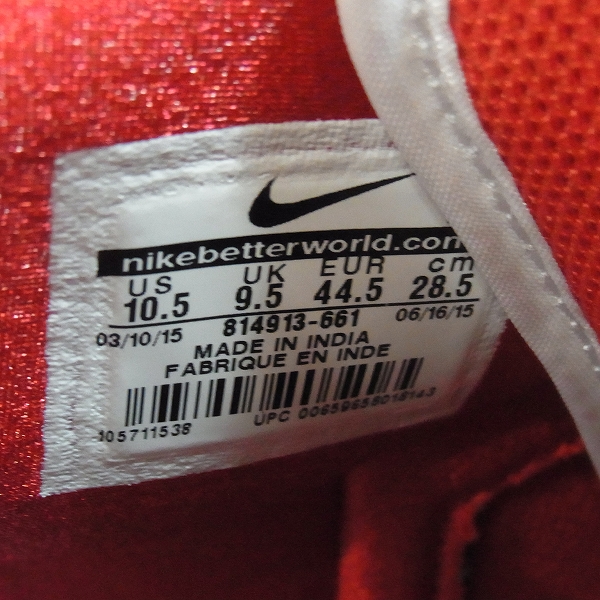 nikebetterworld.com
US UK EUR cm
10.5 9.5 44.5 28.5
03/10/15 814913-661 06/16/15
MADE IN INDIA
FABRIQUE EN INDE
UPC